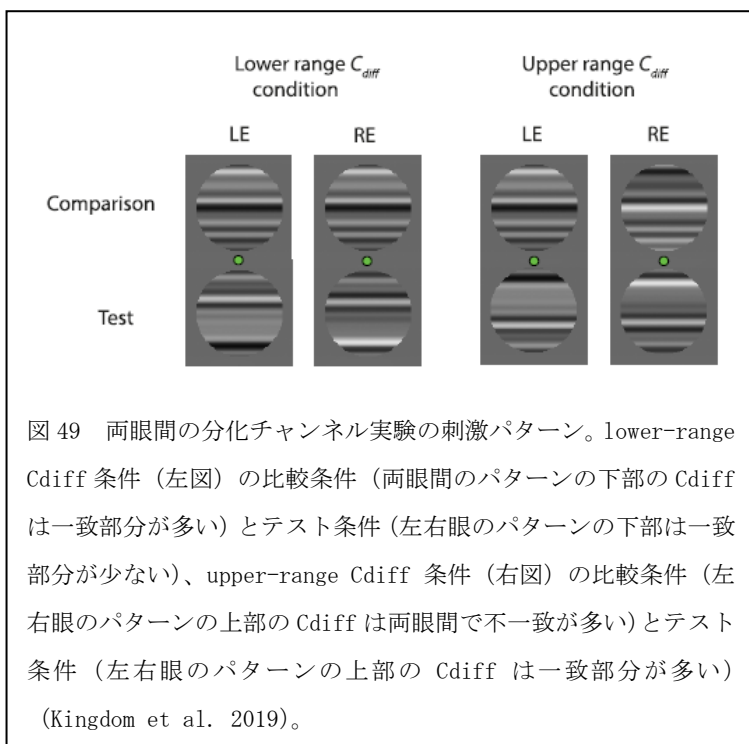 Lower range Cdiff condition
Upper range Cdiff condition
LE RE LE RE
Comparison
Test
図 49 両眼間の分化チャンネル実験の刺激パターン。lower-range
Cdiff 条件（左図）の比較条件（両眼間のパターンの下部の Cdiff
は一致部分が多い）とテスト条件（左右眼のパターンの下部は一致
部分が少ない）、upper-range Cdiff 条件（右図）の比較条件（左
右眼のパターンの上部の Cdiff は両眼間で不一致が多い）とテスト
条件（左右眼のパターンの上部の Cdiff は一致部分が多い）
（Kingdom et al. 2019）。